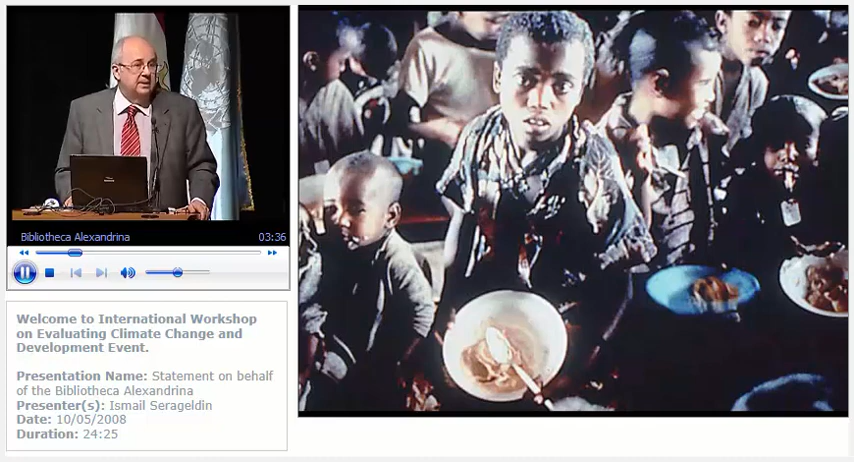 Bibliotheca Alexandrina 03:36
Welcome to International Workshop
on Evaluating Climate Change and
Development Event.
Presentation Name: Statement on behalf
of the Bibliotheca Alexandrina
Presenter(s): Ismail Serageldin
Date: 10/05/2008
Duration: 24:25